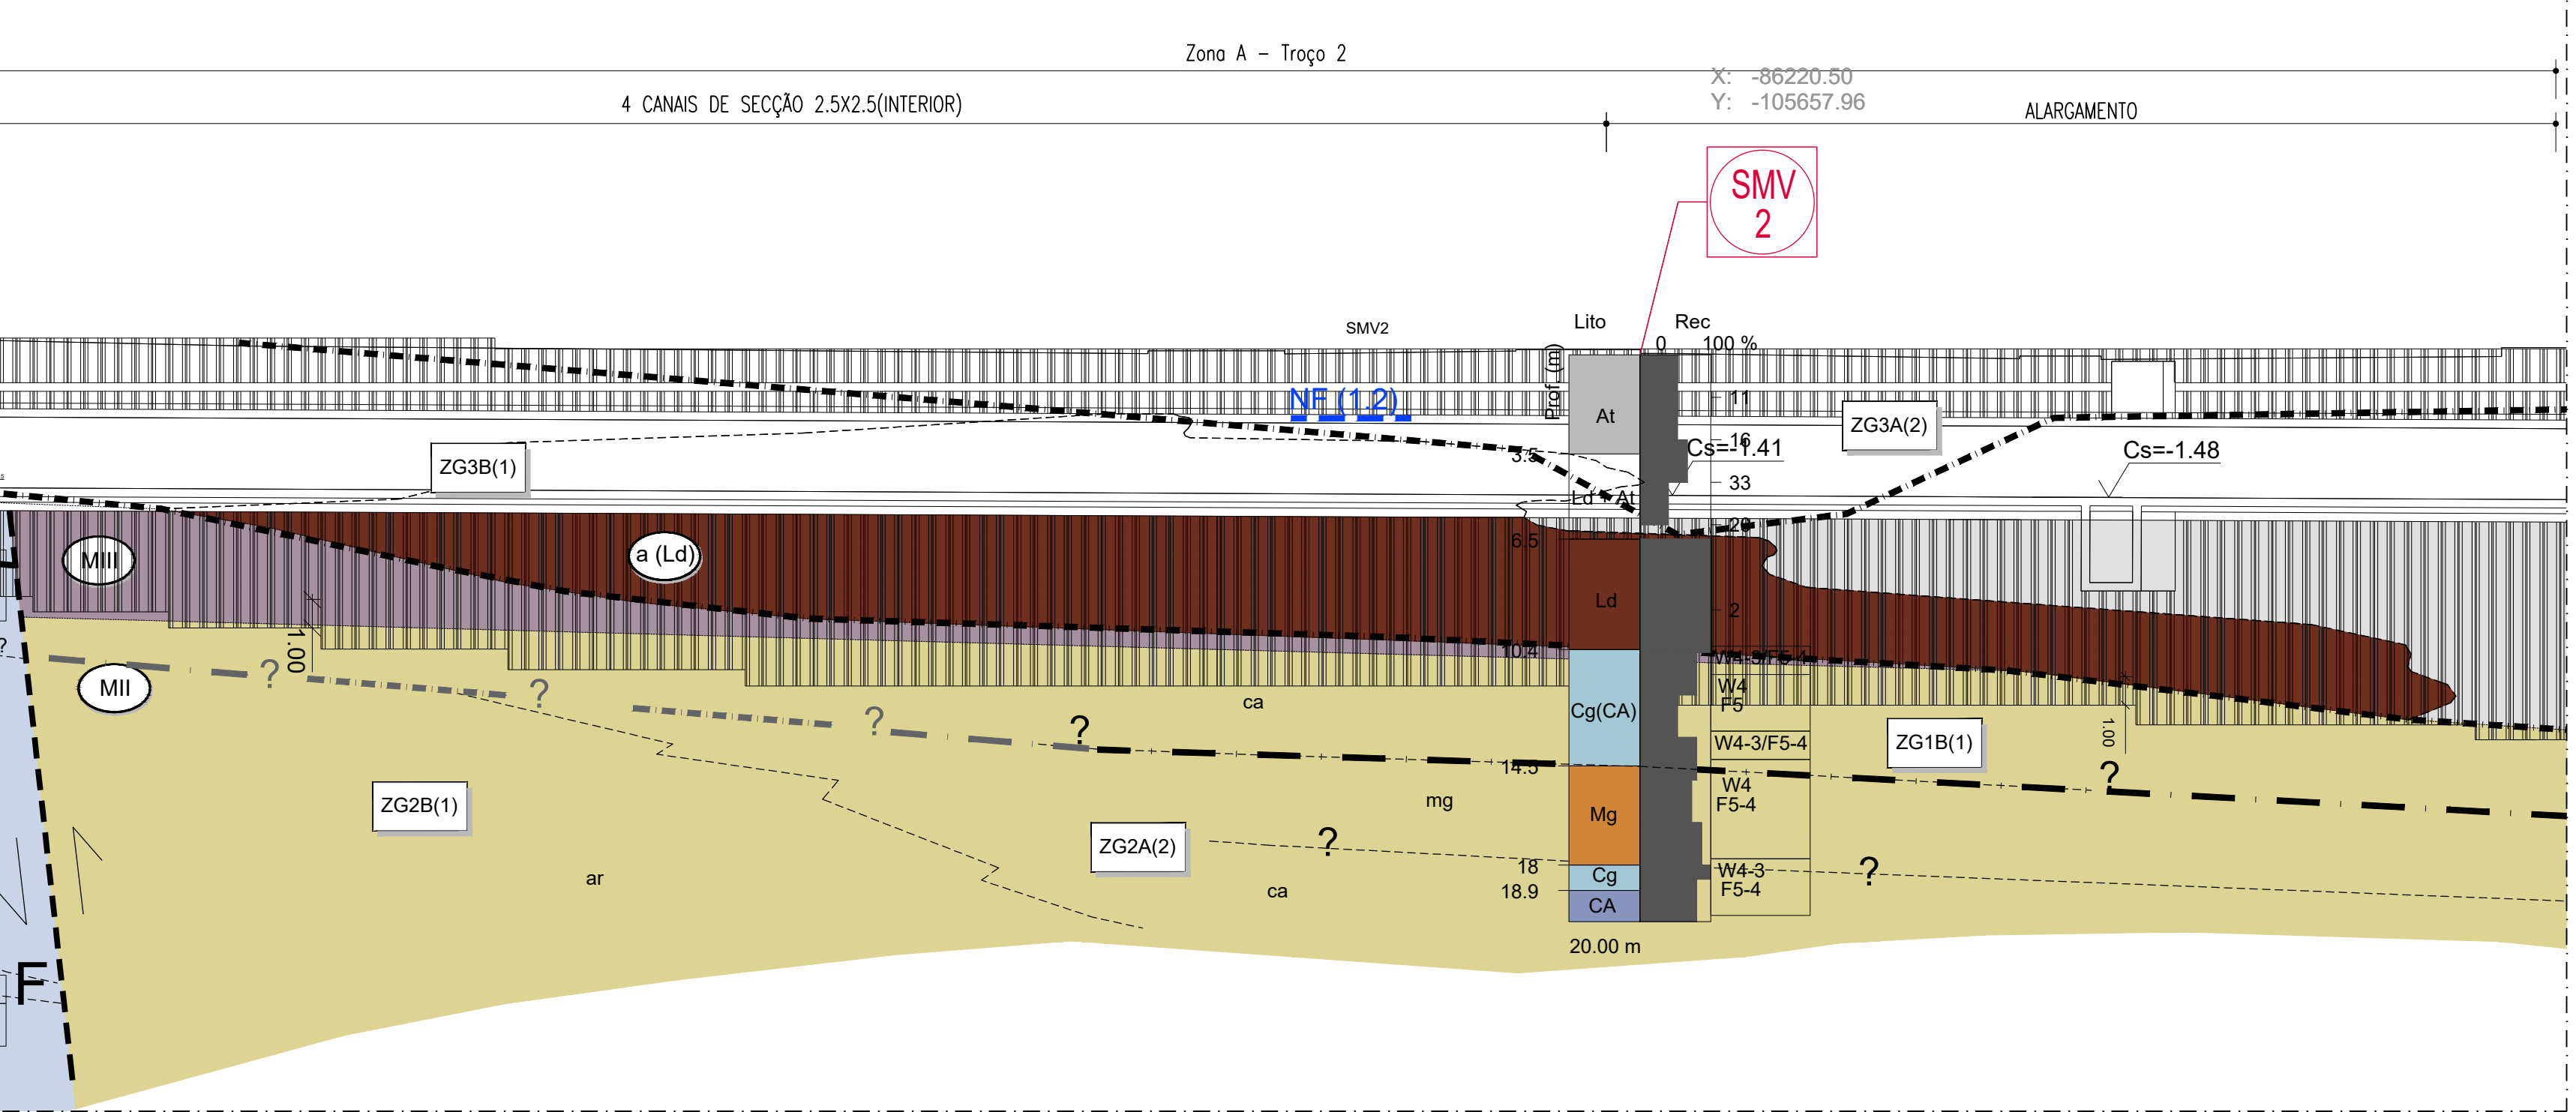 Zona A - Troço 2
X: -86220.50
Y: -105657.96
4 CANAIS DE SECÇÃO 2.5X2.5(INTERIOR)
ALARGAMENTO
SMV
2
SMV2
Lito
Rec
0
100 %
Prof. (m)
NF (1.2)
At
11
ZG3A(2)
16
3.5
Cs=-1.41
Cs=-1.48
ZG3B(1)
33
Ld + At
20
6.5
MIII
a (Ld)
Ld
2
1.00
10.4
W4-3/F5-4
?
?
?
MII
ca
W4
F5
Cg(CA)
?
?
1.00
W4-3/F5-4
ZG1B(1)
14.5
?
W4
F5-4
ZG2B(1)
mg
Mg
ZG2A(2)
?
18
W4-3
F5-4
?
ar
ca
Cg
18.9
CA
20.00 m
F